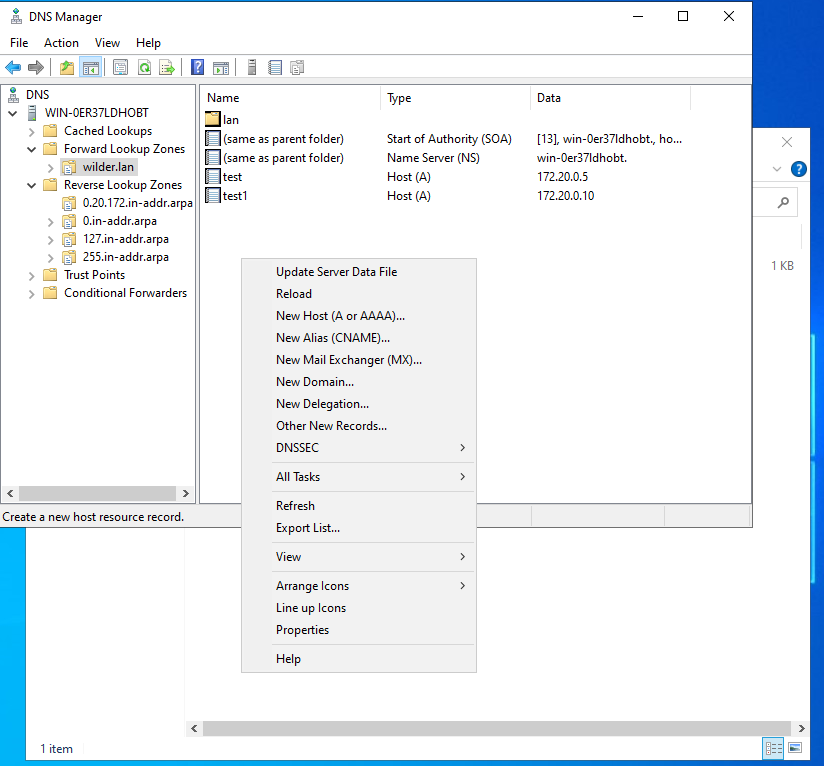 DNS Manager
File Action View Help
DNS
WIN-0ER37LDHOBT
Cached Lookups
Forward Lookup Zones
wilder.lan
Reverse Lookup Zones
0.20.172.in-addr.arpa
0.in-addr.arpa
127.in-addr.arpa
255.in-addr.arpa
Trust Points
Conditional Forwarders
Name Type Data
lan
(same as parent folder) Start of Authority (SOA) [13], win-0er37ldhobt., ho...
(same as parent folder) Name Server (NS) win-0er37ldhobt.
test Host (A) 172.20.0.5
test1 Host (A) 172.20.0.10
Update Server Data File
Reload
New Host (A or AAAA)...
New Alias (CNAME)...
New Mail Exchanger (MX)...
New Domain...
New Delegation...
Other New Records...
DNSSEC
All Tasks
Refresh
Export List...
View
Arrange Icons
Line up Icons
Properties
Help
Create a new host resource record.
1 KB
1 item